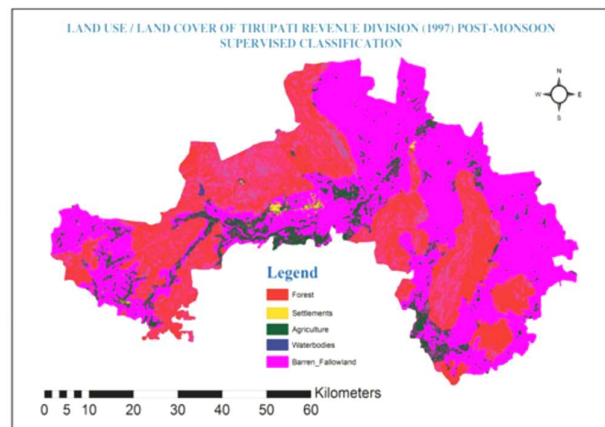 LAND USE / LAND COVER OF TIRUPATI REVENUE DIVISION (1997) POST-MONSOON
SUPERVISED CLASSIFICATION
N
W E
S
Legend
Forest
Settlements
Agriculture
Waterbodies
Barren_Fallowland
Kilometers
0 5 10 20 30 40 50 60